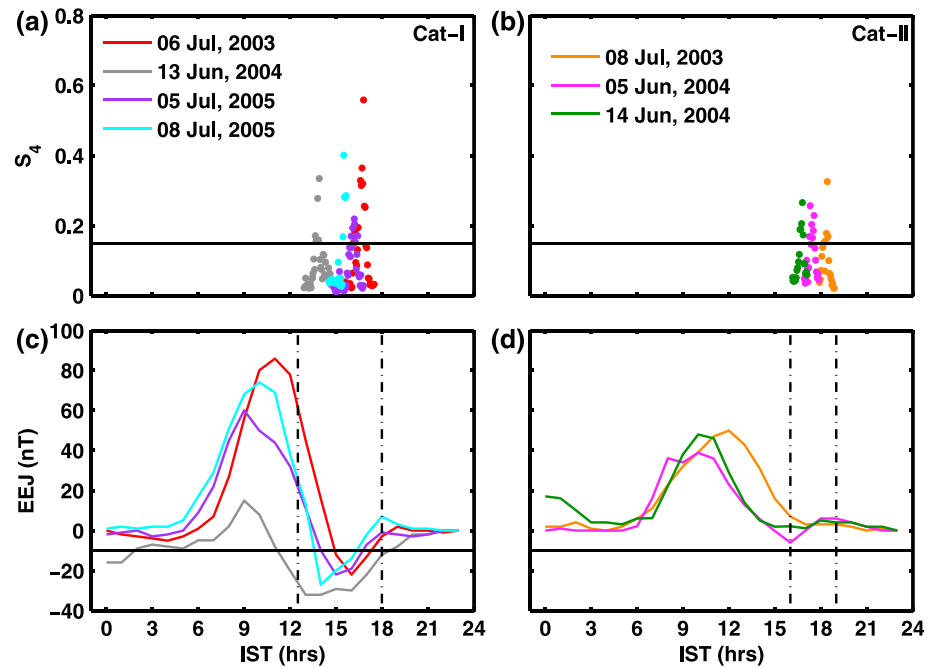 (a)
Cat-I
06 Jul, 2003
13 Jun, 2004
05 Jul, 2005
08 Jul, 2005
S4
0.8
0.6
0.4
0.2
0
(b)
Cat-II
08 Jul, 2003
05 Jun, 2004
14 Jun, 2004
(c)
EEJ (nT)
100
80
60
40
20
0
-20
-40
0 3 6 9 12 15 18 21 24
IST (hrs)
(d)
0 3 6 9 12 15 18 21 24
IST (hrs)